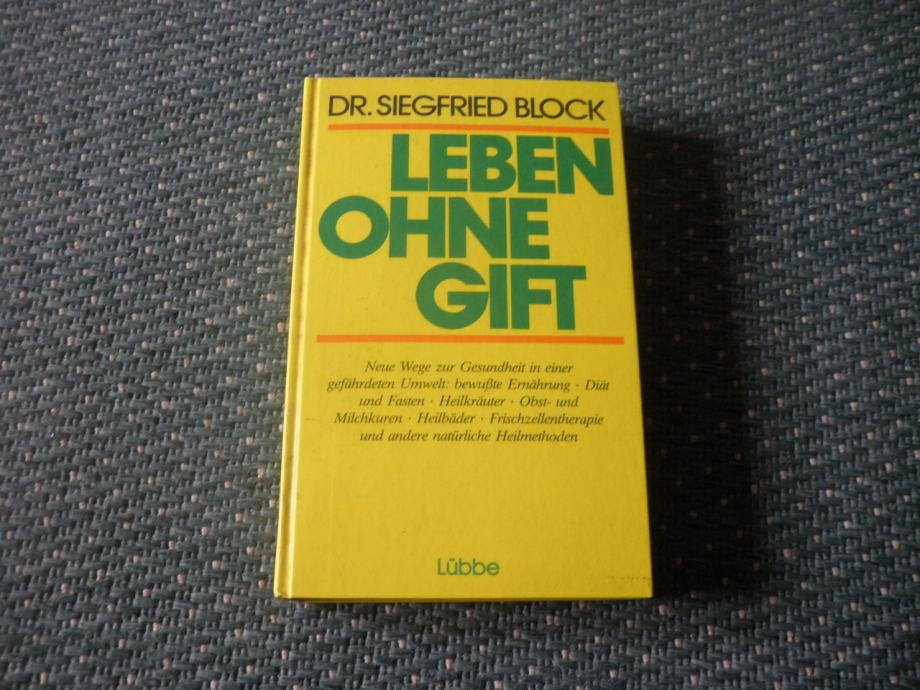 DR. SIEGFRIED BLOCK
LEBEN
OHNE
GIFT
Neue Wege zur Gesundheit in einer
gefährdeten Umwelt: bewußte Ernährung · Diät
und Fasten · Heilkräuter · Obst- und
Milchkuren · Heilbäder · Frischzellentherapie
und andere natürliche Heilmethoden
Lübbe